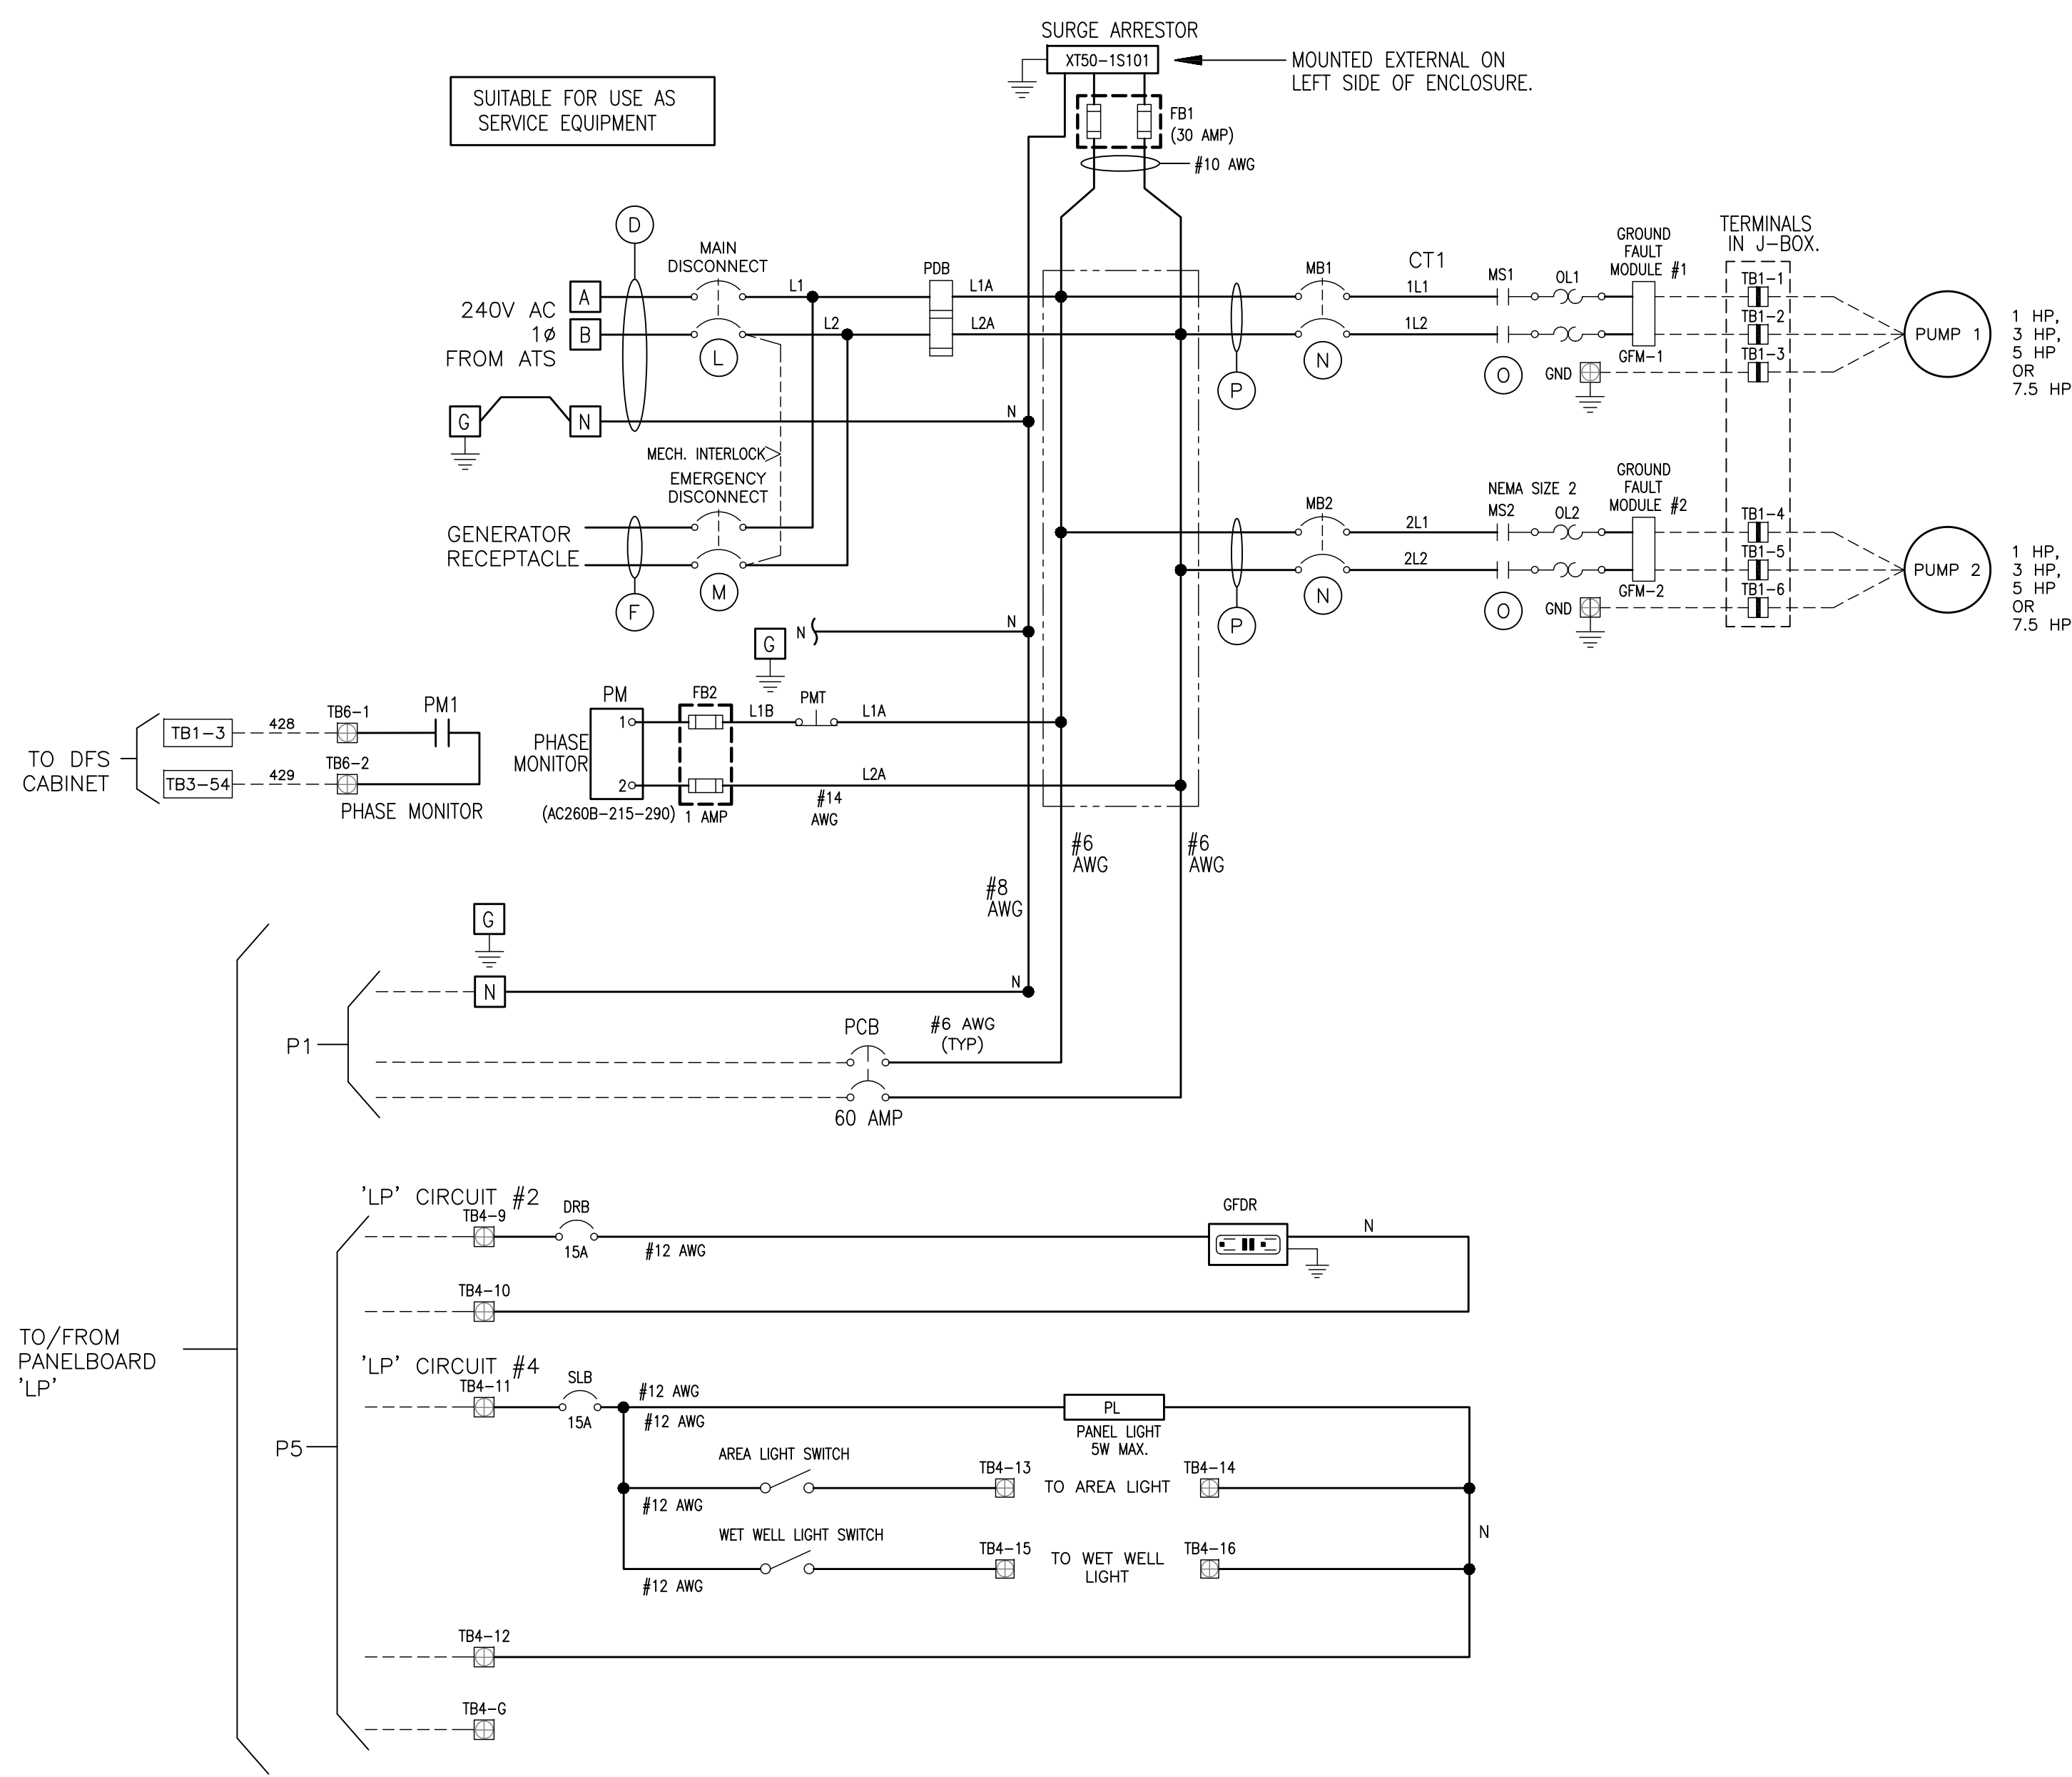 SURGE ARRESTOR
XT50-1S101
MOUNTED EXTERNAL ON
LEFT SIDE OF ENCLOSURE.
SUITABLE FOR USE AS
SERVICE EQUIPMENT
FB1
(30 AMP)
#10 AWG
D
MAIN
DISCONNECT
240V AC
1ø
FROM ATS
A
B
L1
L2
L
PDB
L1A
L2A
G
N
N
MECH. INTERLOCK
EMERGENCY
DISCONNECT
GENERATOR
RECEPTACLE
F
M
MB1
CT1
1L1
1L2
P
N
MS1
OL1
O
GROUND
FAULT
MODULE #1
GFM-1
GND
TERMINALS
IN J-BOX.
TB1-1
TB1-2
TB1-3
PUMP 1
1 HP,
3 HP,
5 HP
OR
7.5 HP
MB2
2L1
2L2
P
N
NEMA SIZE 2
MS2
OL2
O
GROUND
FAULT
MODULE #2
GFM-2
GND
TB1-4
TB1-5
TB1-6
PUMP 2
1 HP,
3 HP,
5 HP
OR
7.5 HP
G
N
N
TO DFS
CABINET
TB1-3
428
TB6-1
PM1
TB3-54
429
TB6-2
PHASE MONITOR
PM
PHASE
MONITOR
1
2
(AC260B-215-290)
FB2
1 AMP
L1B
PMT
L1A
L2A
#14
AWG
#6
AWG
#6
AWG
#8
AWG
G
N
N
P1
PCB
#6 AWG
(TYP)
60 AMP
TO/FROM
PANELBOARD
'LP'
P5
'LP' CIRCUIT #2
TB4-9
DRB
15A
#12 AWG
GFDR
N
TB4-10
'LP' CIRCUIT #4
TB4-11
SLB
15A
#12 AWG
#12 AWG
PL
PANEL LIGHT
5W MAX.
AREA LIGHT SWITCH
#12 AWG
TB4-13
TO AREA LIGHT
TB4-14
N
WET WELL LIGHT SWITCH
#12 AWG
TB4-15
TO WET WELL
LIGHT
TB4-16
TB4-12
TB4-G